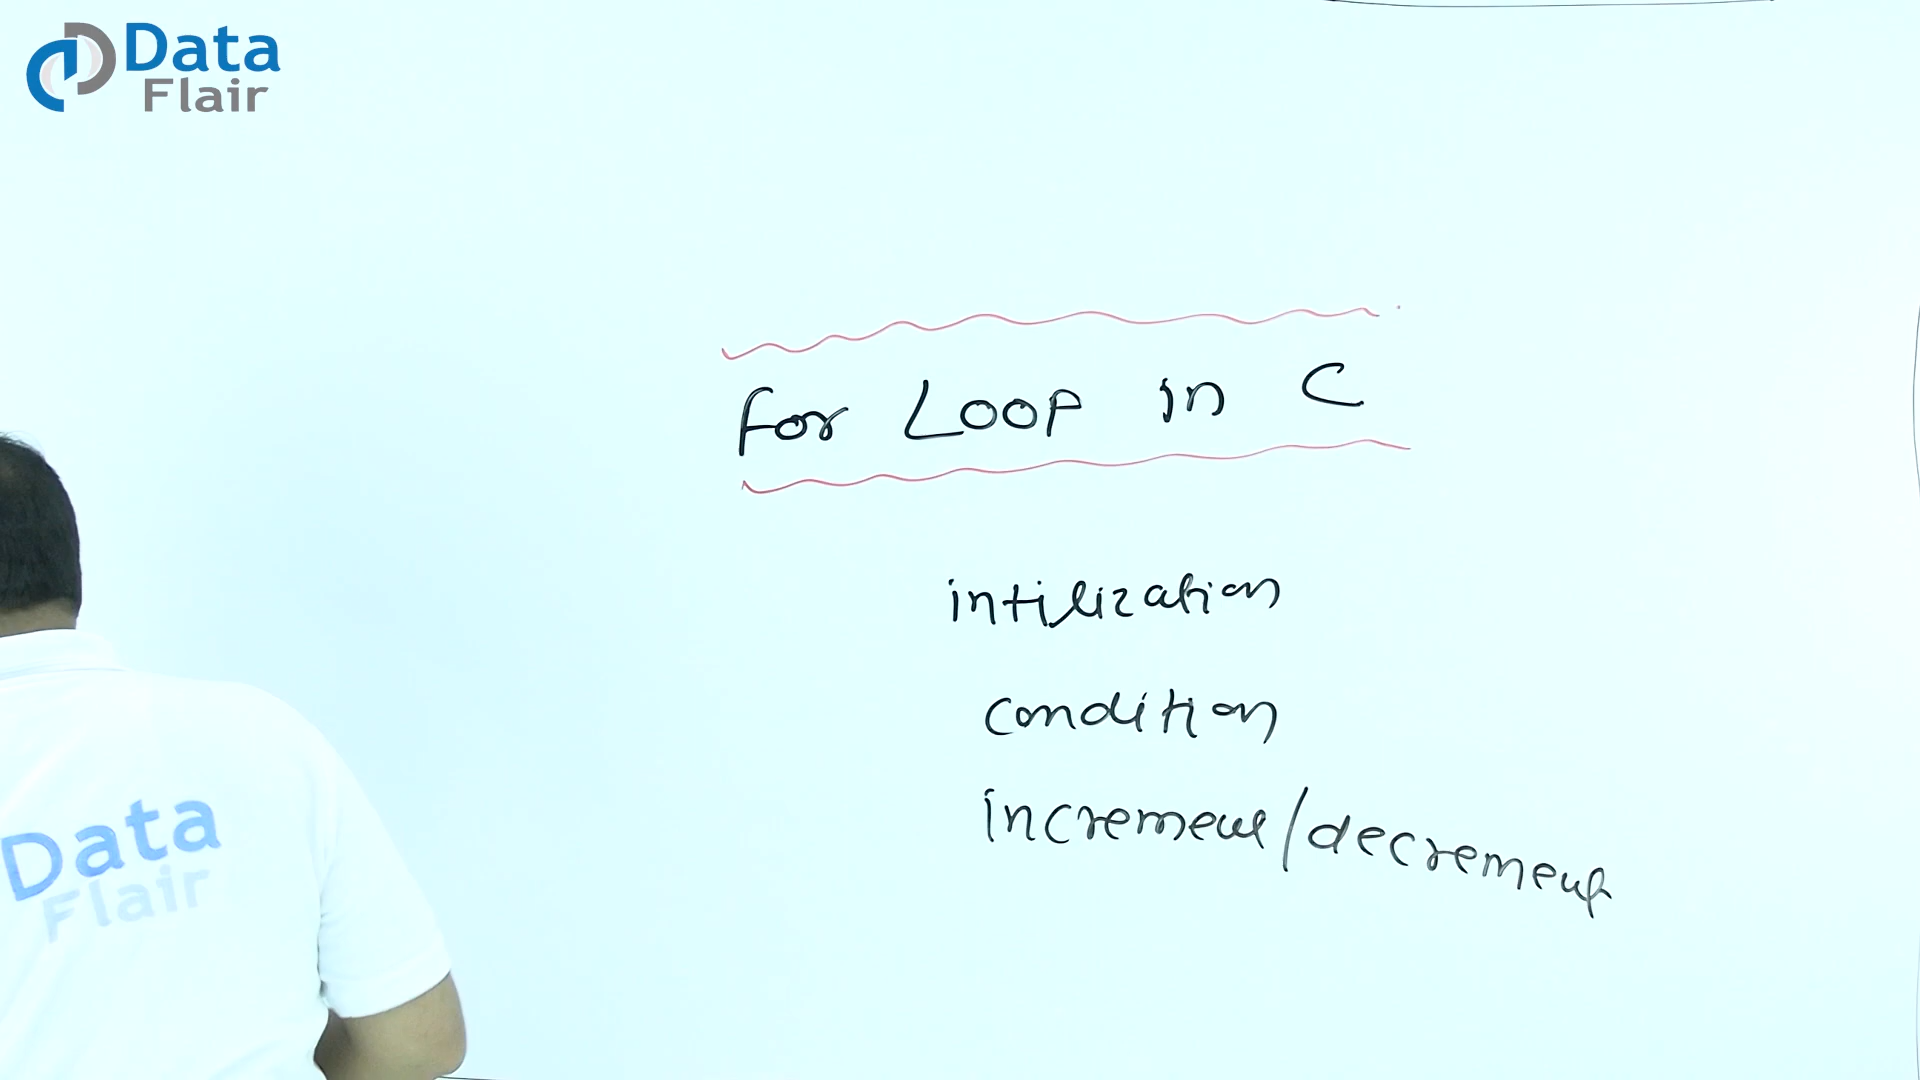 Data
Flair
for Loop in C
intilization
condition
increment/decrement
Data
Flair